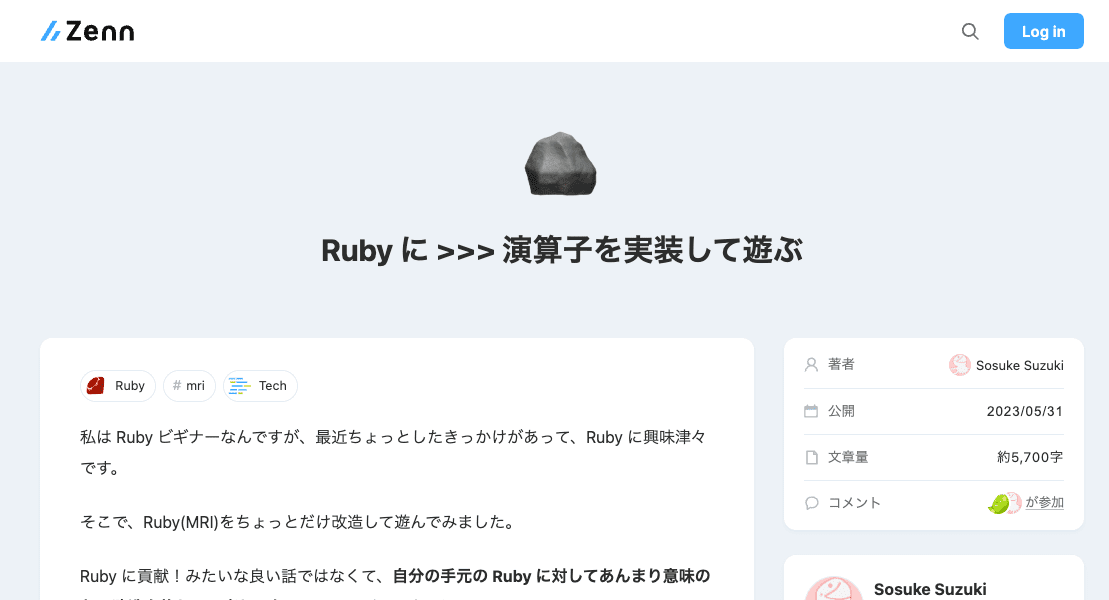 Zenn
Log in
Ruby に >>> 演算子を実装して遊ぶ
Ruby
# mri
Tech
私は Ruby ビギナーなんですが、最近ちょっとしたきっかけがあって、Ruby に興味津々
です。
そこで、Ruby(MRI)をちょっとだけ改造して遊んでみました。
Ruby に貢献！みたいな良い話ではなくて、自分の手元の Ruby に対してあんまり意味の
著者
Sosuke Suzuki
公開
2023/05/31
文章量
約5,700字
コメント
が参加
Sosuke Suzuki